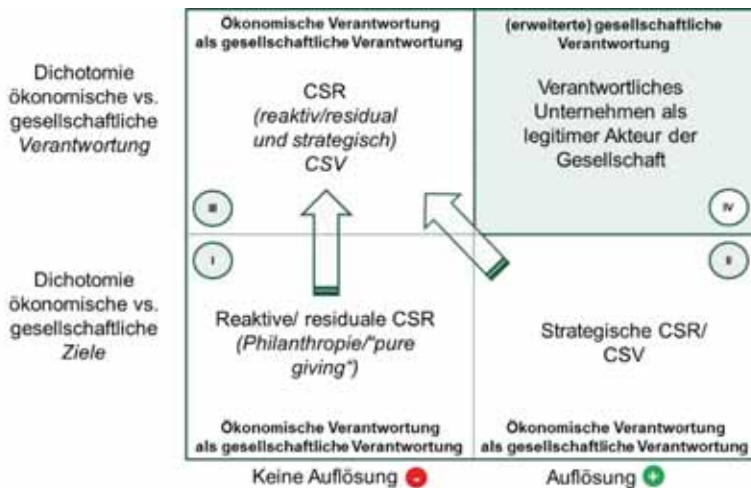 Ökonomische Verantwortung
als gesellschaftliche Verantwortung
(erweiterte) gesellschaftliche
Verantwortung
Dichotomie
ökonomische vs.
gesellschaftliche
Verantwortung
CSR
(reaktiv/residual
und strategisch)
CSV
Verantwortliches
Unternehmen als
legitimer Akteur der
Gesellschaft
III
IV
I
II
Dichotomie
ökonomische vs.
gesellschaftliche
Ziele
Reaktive/ residuale CSR
(Philanthropie/"pure
giving")
Strategische CSR/
CSV
Ökonomische Verantwortung
als gesellschaftliche Verantwortung
Ökonomische Verantwortung
als gesellschaftliche Verantwortung
Keine Auflösung -
Auflösung +